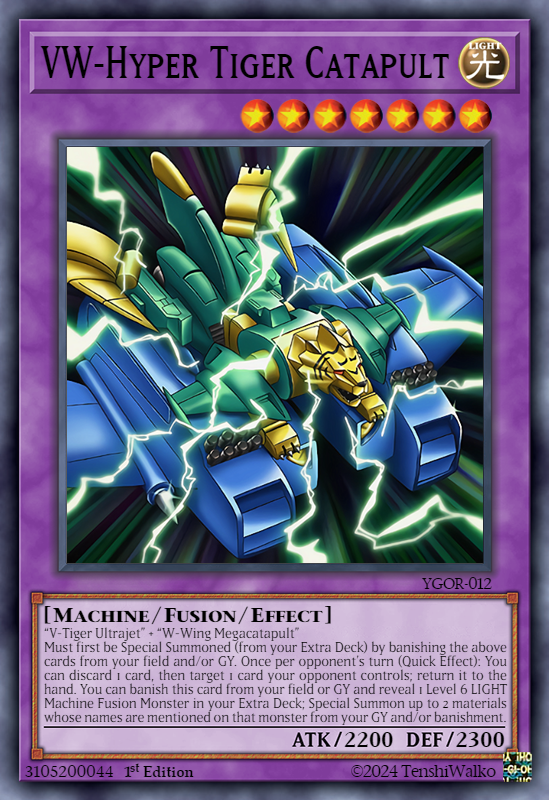 VW-Hyper Tiger Catapult
LIGHT
光
YGOR-012
[Machine/Fusion/Effect]
“V-Tiger Ultrajet” + “W-Wing Megacatapult”
Must first be Special Summoned (from your Extra Deck) by banishing the above
cards from your field and/or GY. Once per opponent's turn (Quick Effect): You
can discard 1 card, then target 1 card your opponent controls; return it to the
hand. You can banish this card from your field or GY and reveal 1 Level 6 LIGHT
Machine Fusion Monster in your Extra Deck; Special Summon up to 2 materials
whose names are mentioned on that monster from your GY and/or banishment.
ATK/2200 DEF/2300
3105200044 1st Edition ©2024 TenshiWalko